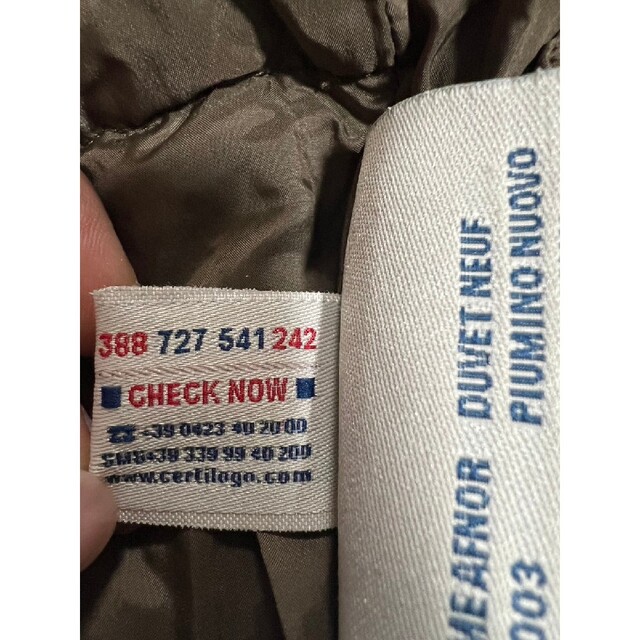 388 727 541 242
CHECK NOW
☎ +39 0423 40 20 00
SMS+39 339 99 40 200
www.certilogo.com
DUVET NEUF
PIUMINO NUOVO
003